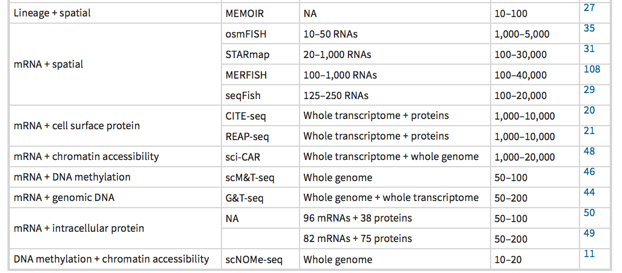 Lineage + spatial MEMOIR NA 10–100 27
mRNA + spatial osmFISH 10–50 RNAs 1,000–5,000 35
STARmap 20–1,000 RNAs 100–30,000 31
MERFISH 100–1,000 RNAs 100–40,000 108
seqFish 125–250 RNAs 100–20,000 29
mRNA + cell surface protein CITE-seq Whole transcriptome + proteins 1,000–10,000 20
REAP-seq Whole transcriptome + proteins 1,000–10,000 21
mRNA + chromatin accessibility sci-CAR Whole transcriptome + whole genome 1,000–20,000 48
mRNA + DNA methylation scM&T-seq Whole genome 50–100 46
mRNA + genomic DNA G&T-seq Whole genome + whole transcriptome 50–200 44
mRNA + intracellular protein NA 96 mRNAs + 38 proteins 50–100 50
82 mRNAs + 75 proteins 50–200 49
DNA methylation + chromatin accessibility scNOMe-seq Whole genome 10–20 11